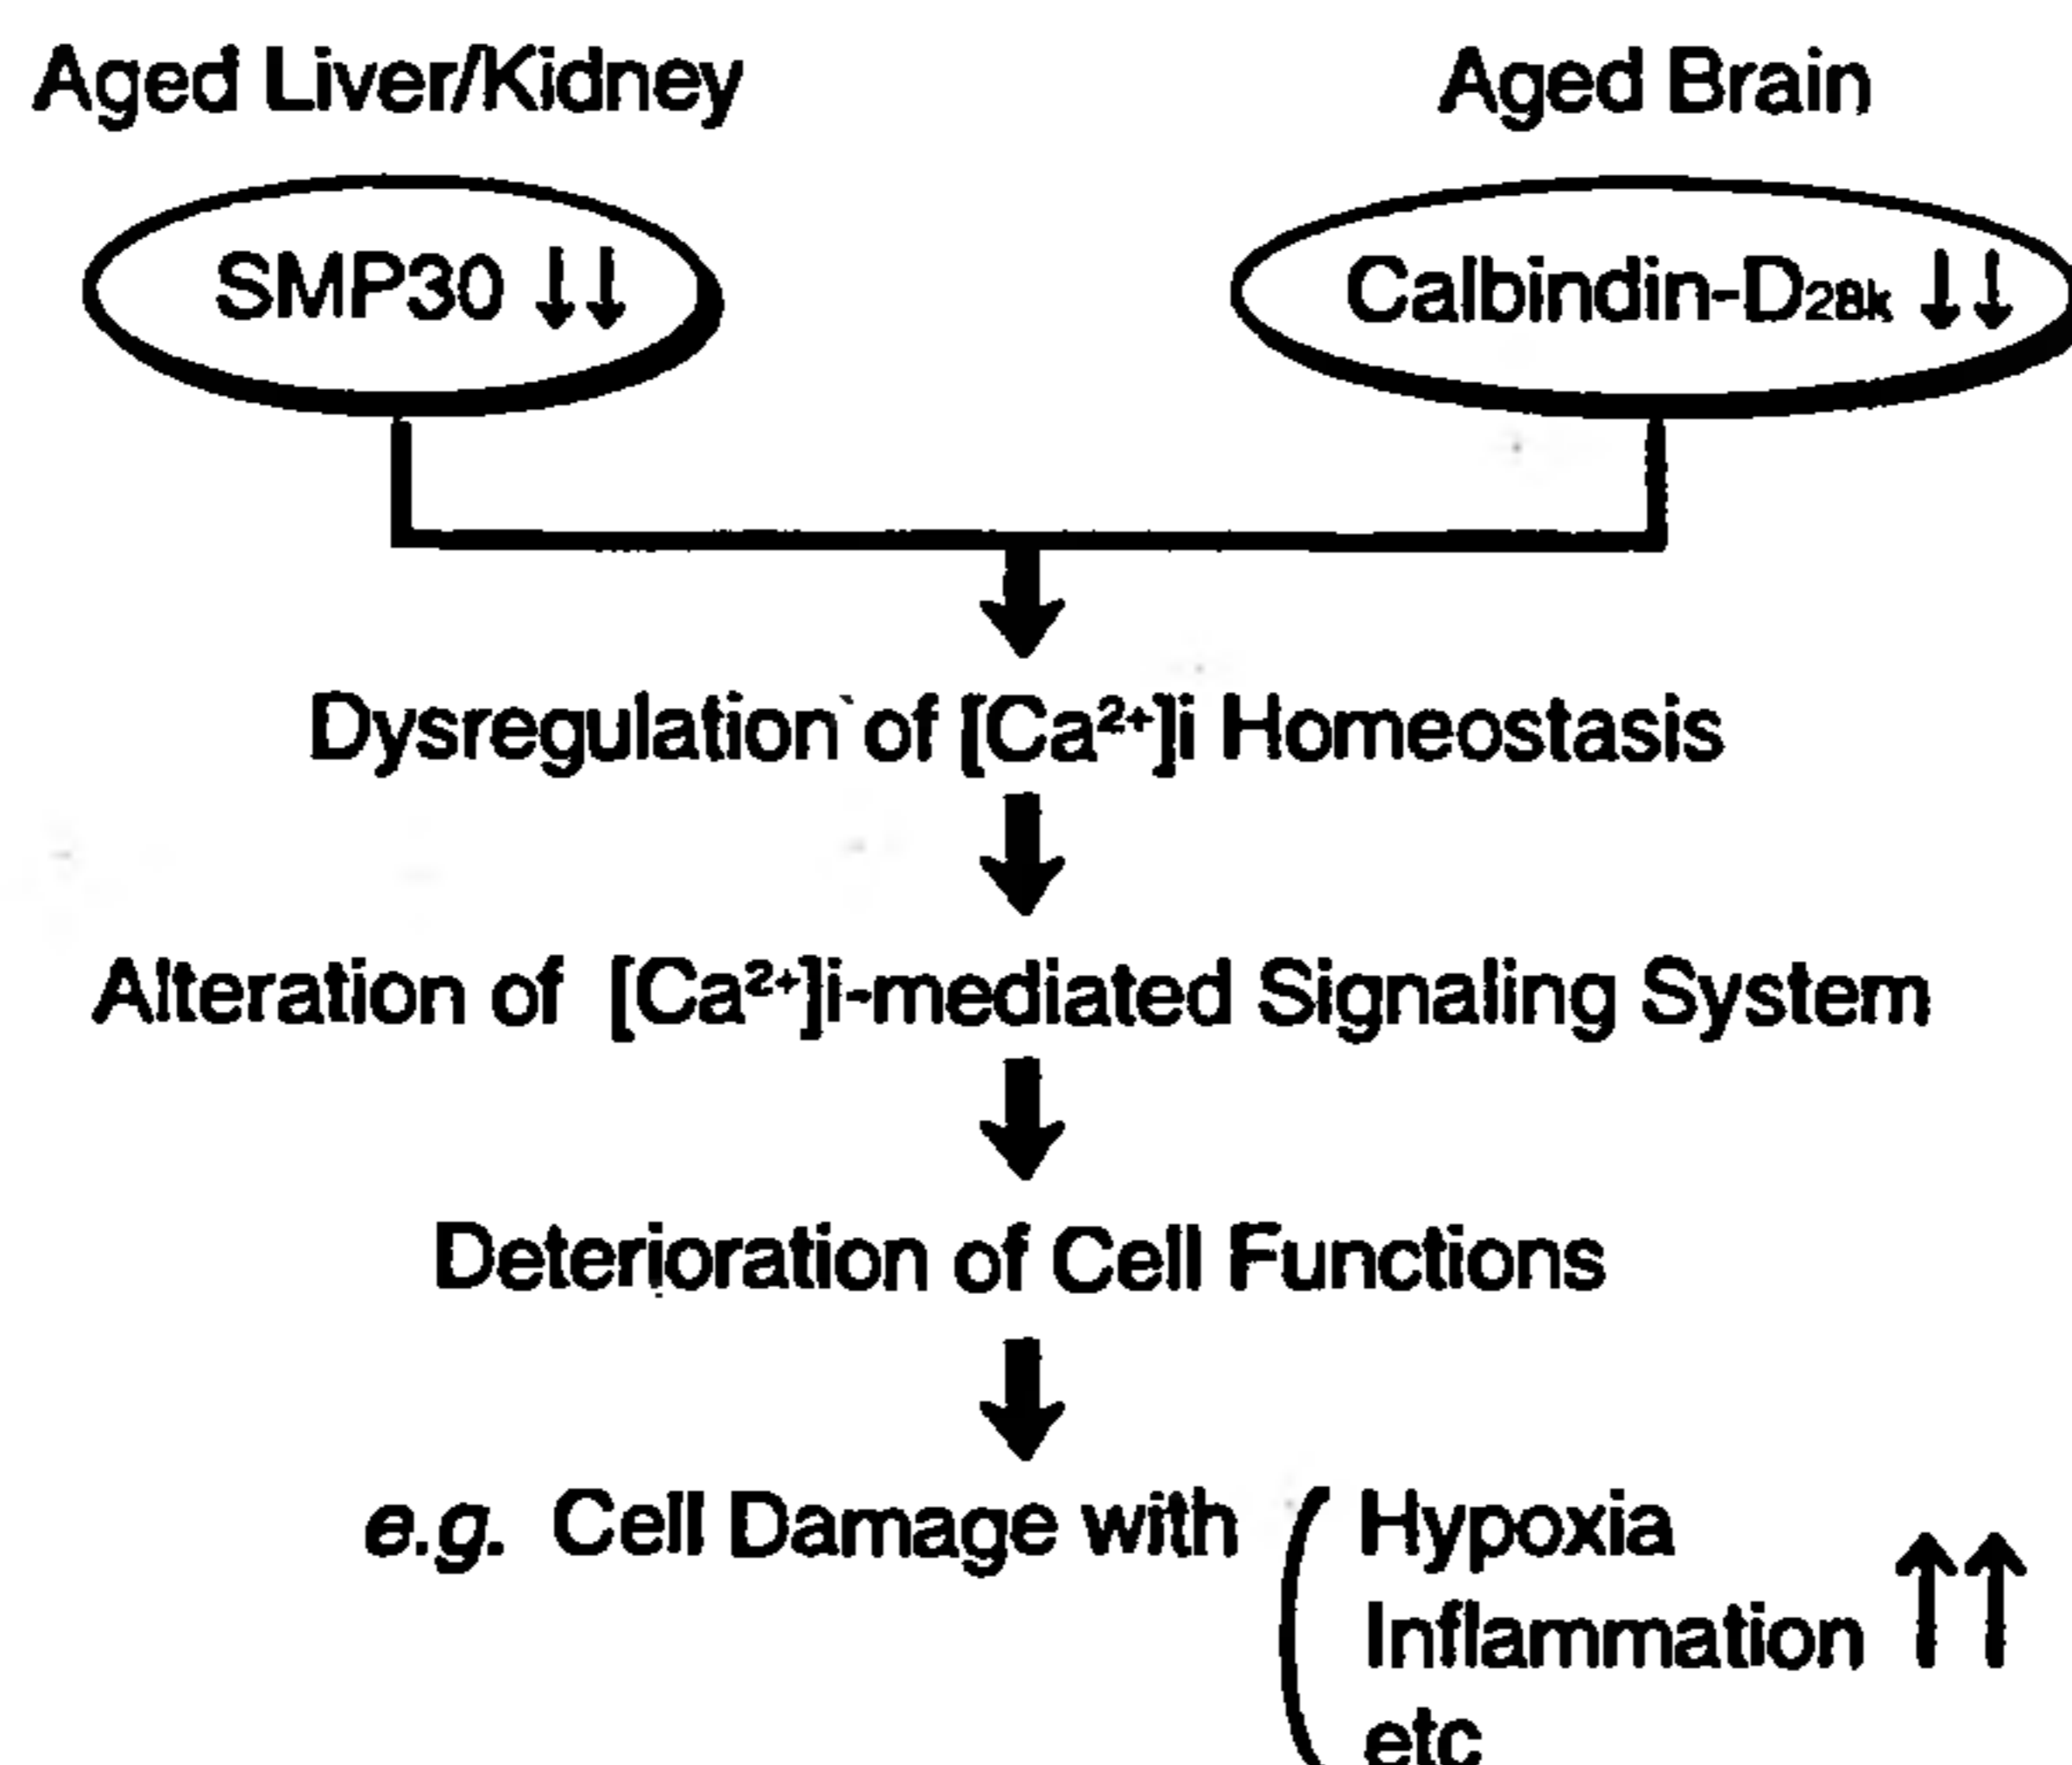 Aged Liver/Kidney Aged Brain
SMP30 ↓↓ Calbindin-D28k ↓↓
Dysregulation of [Ca²⁺]i Homeostasis
Alteration of [Ca²⁺]i-mediated Signaling System
Deterioration of Cell Functions
e.g. Cell Damage with ( Hypoxia
Inflammation ↑↑
etc